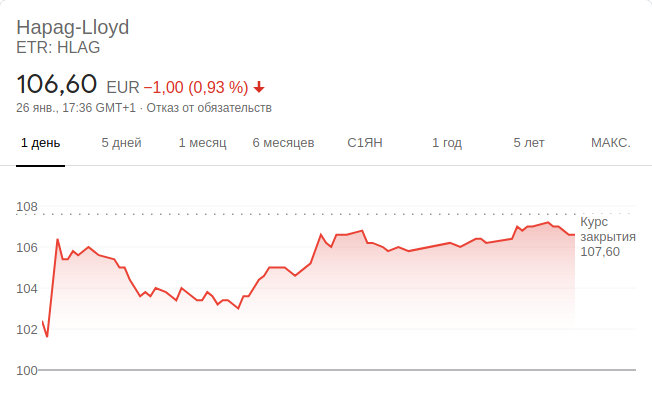 Hapag-Lloyd
ETR: HLAG
106,60 EUR −1,00 (0,93 %)
26 янв., 17:36 GMT+1 · Отказ от обязательств
1 день 5 дней 1 месяц 6 месяцев С1ЯН 1 год 5 лет МАКС.
108
Курс
закрытия
107,60
106
104
102
100